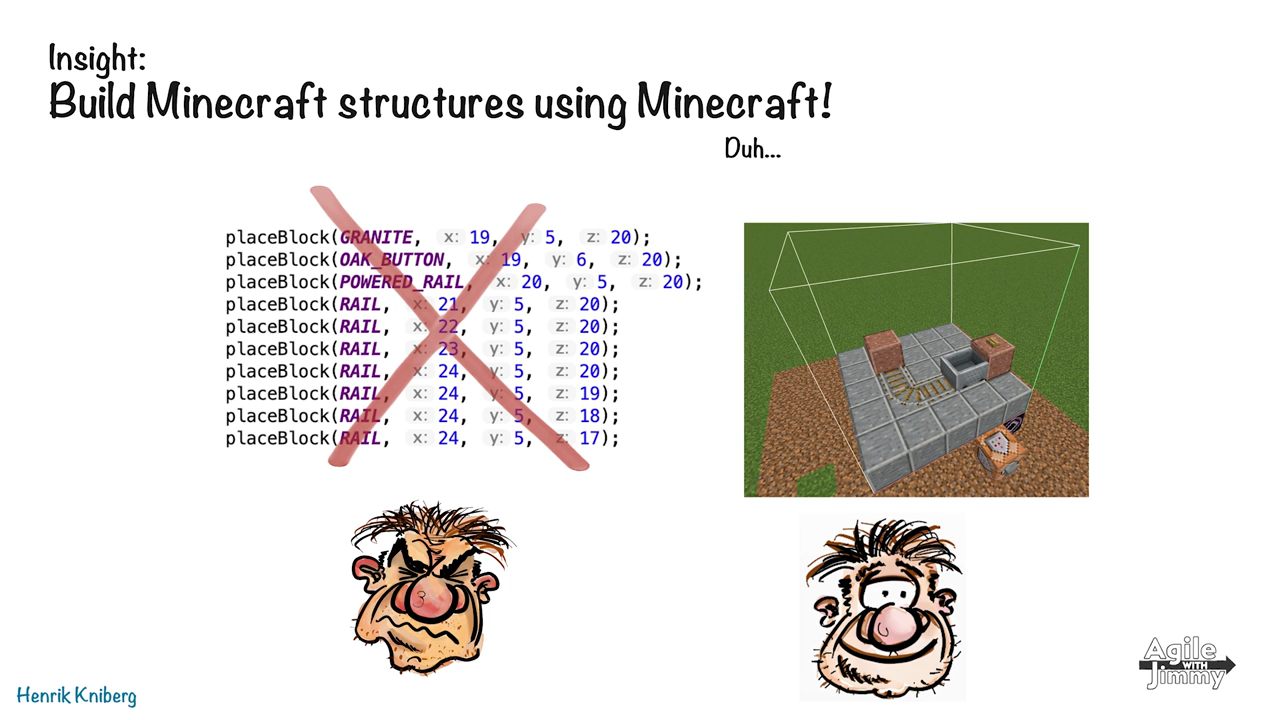 Insight:
Build Minecraft structures using Minecraft!
Duh...
placeBlock(GRANITE, x: 19, y: 5, z: 20);
placeBlock(OAK_BUTTON, x: 19, y: 6, z: 20);
placeBlock(POWERED_RAIL, x: 20, y: 5, z: 20);
placeBlock(RAIL, x: 21, y: 5, z: 20);
placeBlock(RAIL, x: 22, y: 5, z: 20);
placeBlock(RAIL, x: 23, y: 5, z: 20);
placeBlock(RAIL, x: 24, y: 5, z: 20);
placeBlock(RAIL, x: 24, y: 5, z: 19);
placeBlock(RAIL, x: 24, y: 5, z: 18);
placeBlock(RAIL, x: 24, y: 5, z: 17);
Henrik Kniberg
Agile
WITH
Jimmy